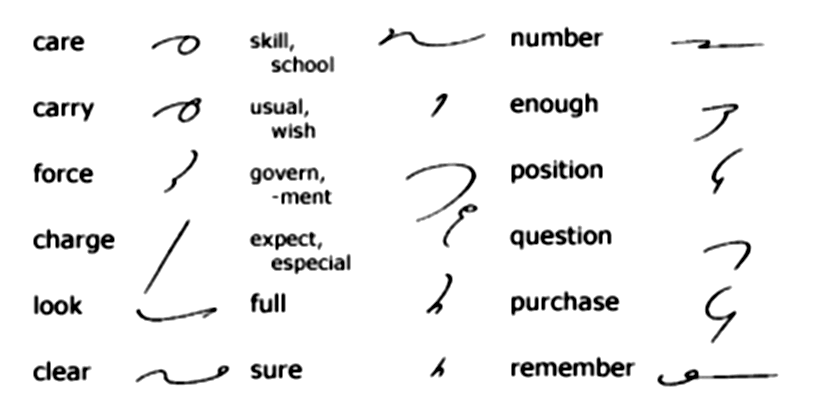 care
skill,
school
number
carry
usual,
wish
enough
force
govern,
-ment
position
charge
expect,
especial
question
look
full
purchase
clear
sure
remember